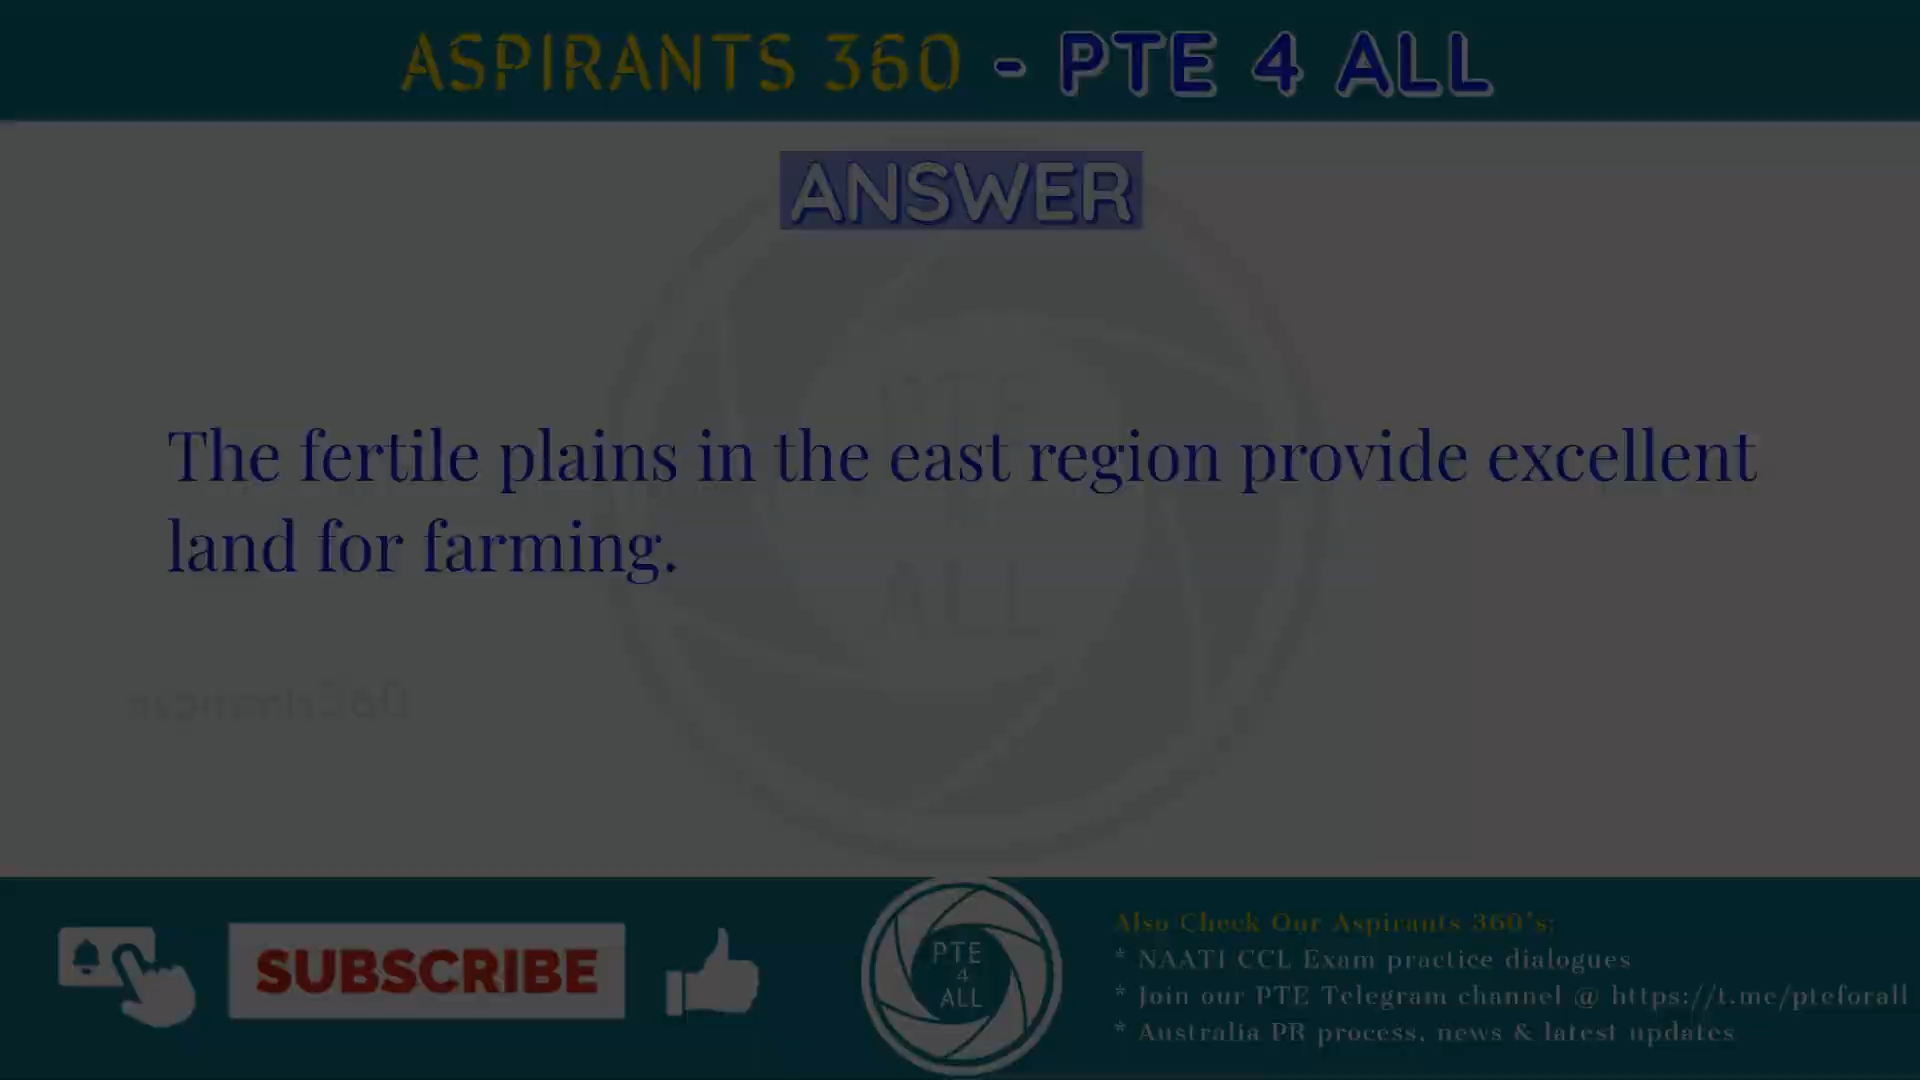 ASPIRANTS 360 - PTE 4 ALL
ANSWER
The fertile plains in the east region provide excellent
land for farming.
SUBSCRIBE
PTE
4
ALL
Also Check Our Aspirants 360's:
* NAATI CCL Exam practice dialogues
* Join our PTE Telegram channel @ https://t.me/pteforall
* Australia PR process, news & latest updates